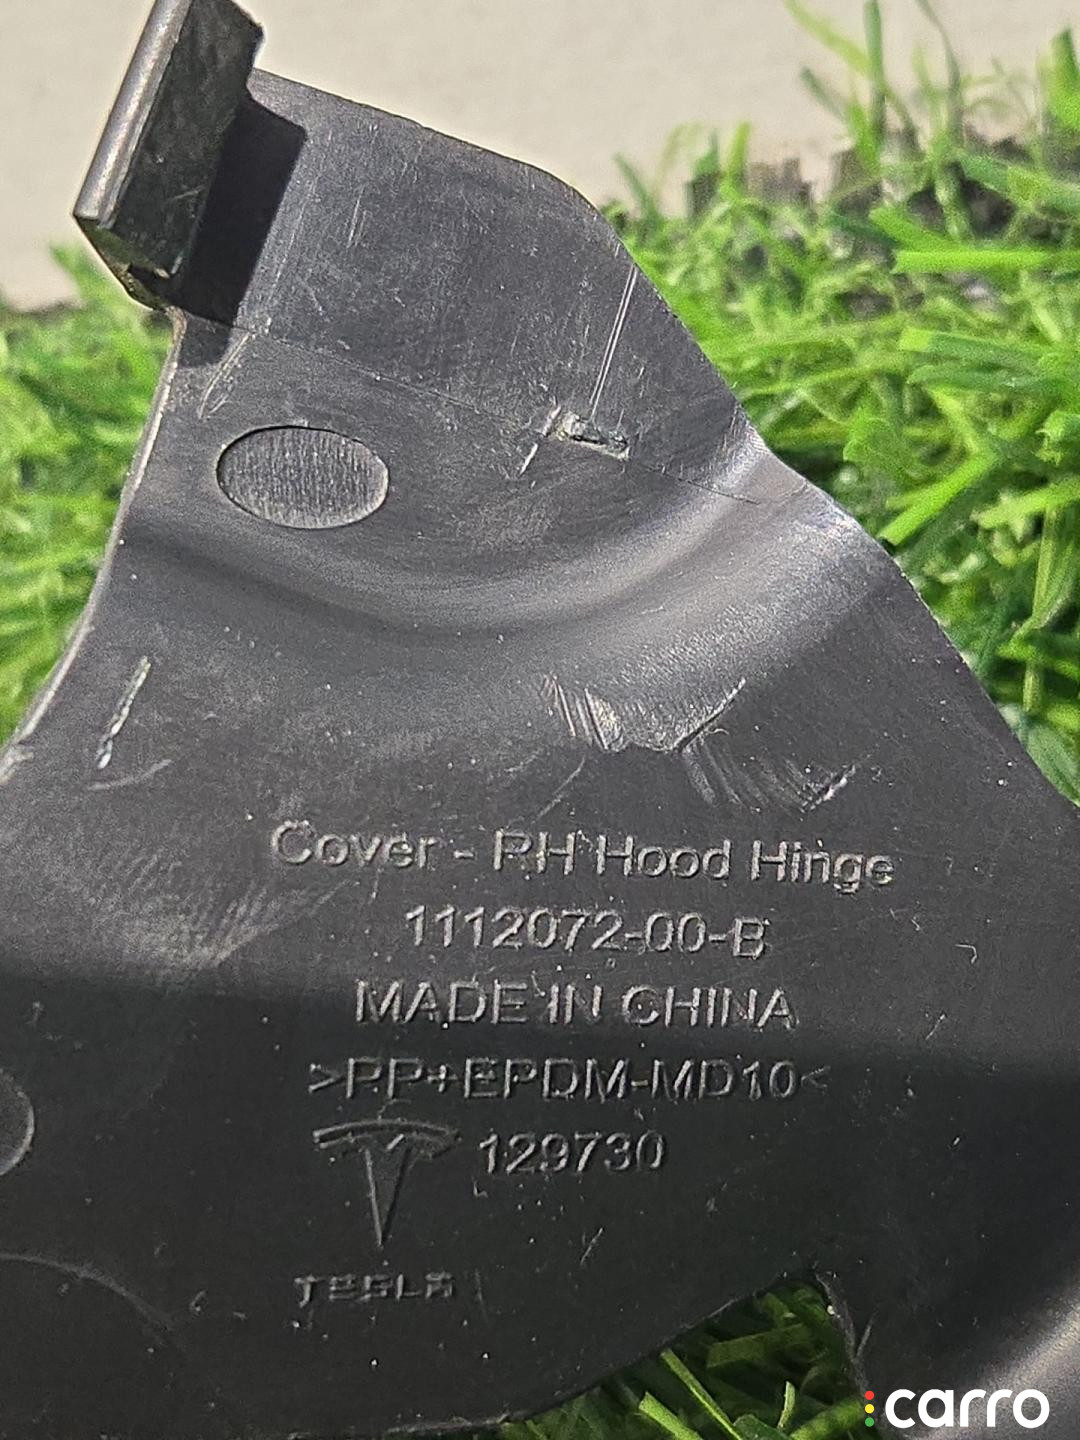 Cover - RH Hood Hinge
1112072-00-B
MADE IN CHINA
>PP+EPDM-MD10<
129730
TESLA
carro